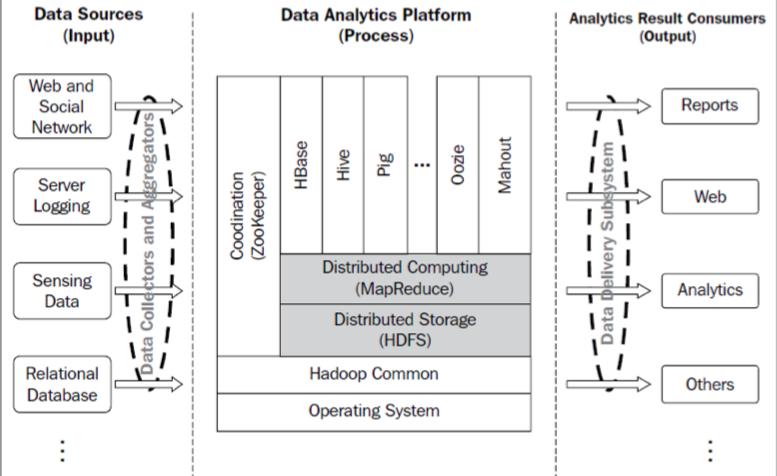 Data Sources
(Input)
Data Analytics Platform
(Process)
Analytics Result Consumers
(Output)
Web and
Social
Network
Server
Logging
Sensing
Data
Relational
Database
⋮
Data Collectors and Aggregators
Coodination
(ZooKeeper)
HBase
Hive
Pig
...
Oozie
Mahout
Distributed Computing
(MapReduce)
Distributed Storage
(HDFS)
Hadoop Common
Operating System
Data Delivery Subsystem
Reports
Web
Analytics
Others
⋮